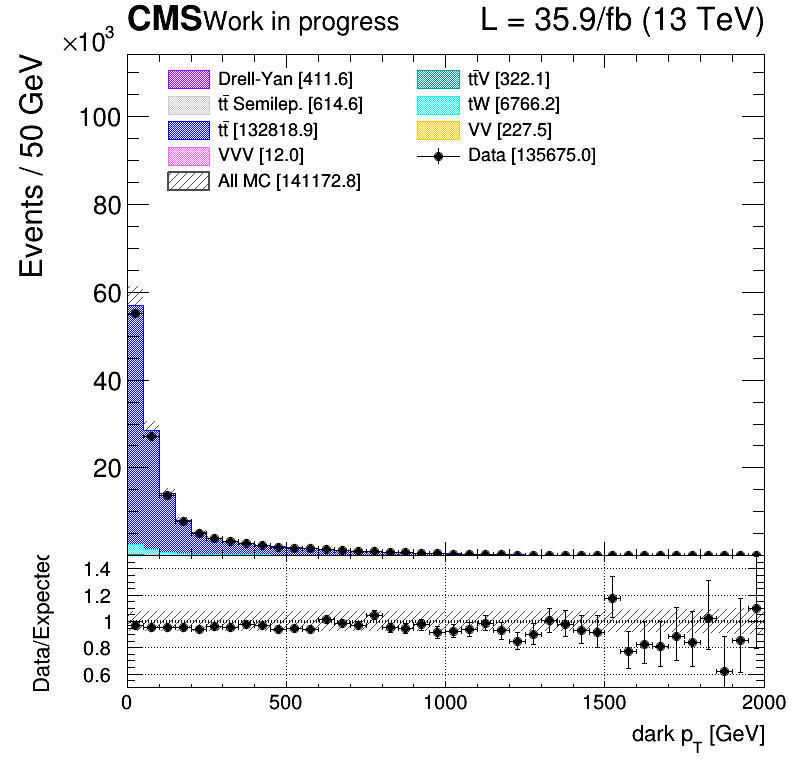 CMS Work in progress L = 35.9/fb (13 TeV)
×10³
Events / 50 GeV
Drell-Yan [411.6]
tt̄ Semilep. [614.6]
tt̄ [132818.9]
VVV [12.0]
All MC [141172.8]
tt̄V [322.1]
tW [6766.2]
VV [227.5]
Data [135675.0]
100
80
60
40
20
Data/Expected
1.4
1.2
1
0.8
0.6
0 500 1000 1500 2000
dark p_T [GeV]